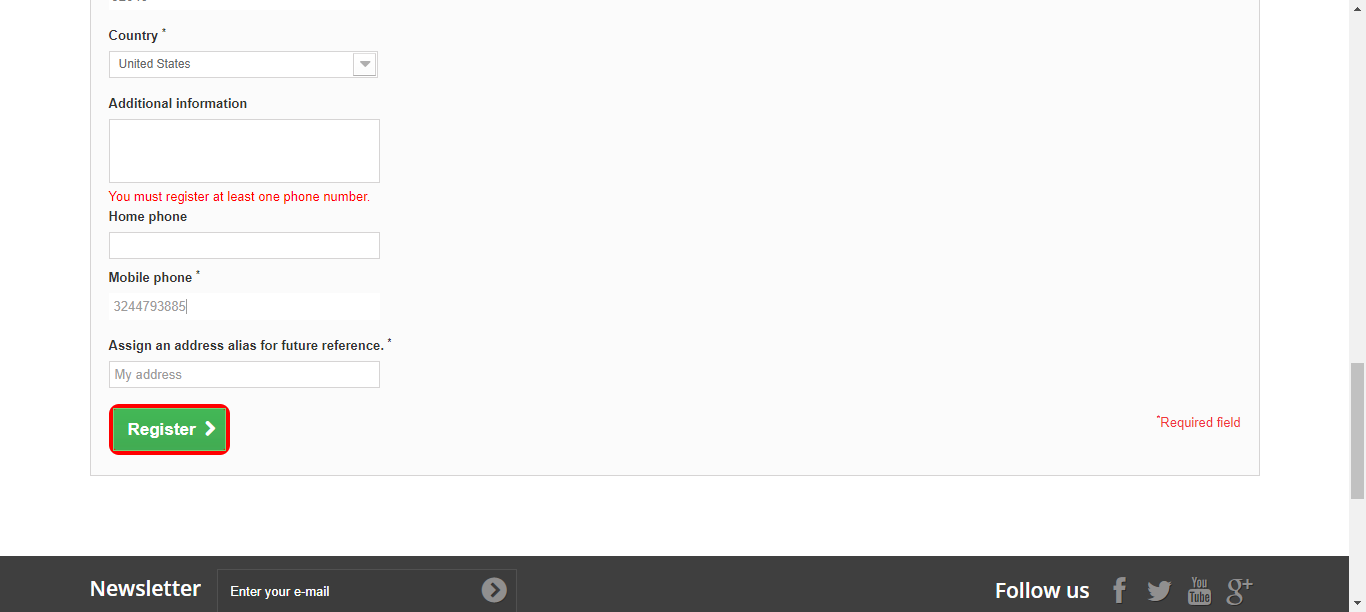 Country *
United States
Additional information
You must register at least one phone number.
Home phone
Mobile phone *
3244793885
Assign an address alias for future reference. *
My address
Register
*Required field
Newsletter
Enter your e-mail
Follow us
You
Tube
g+